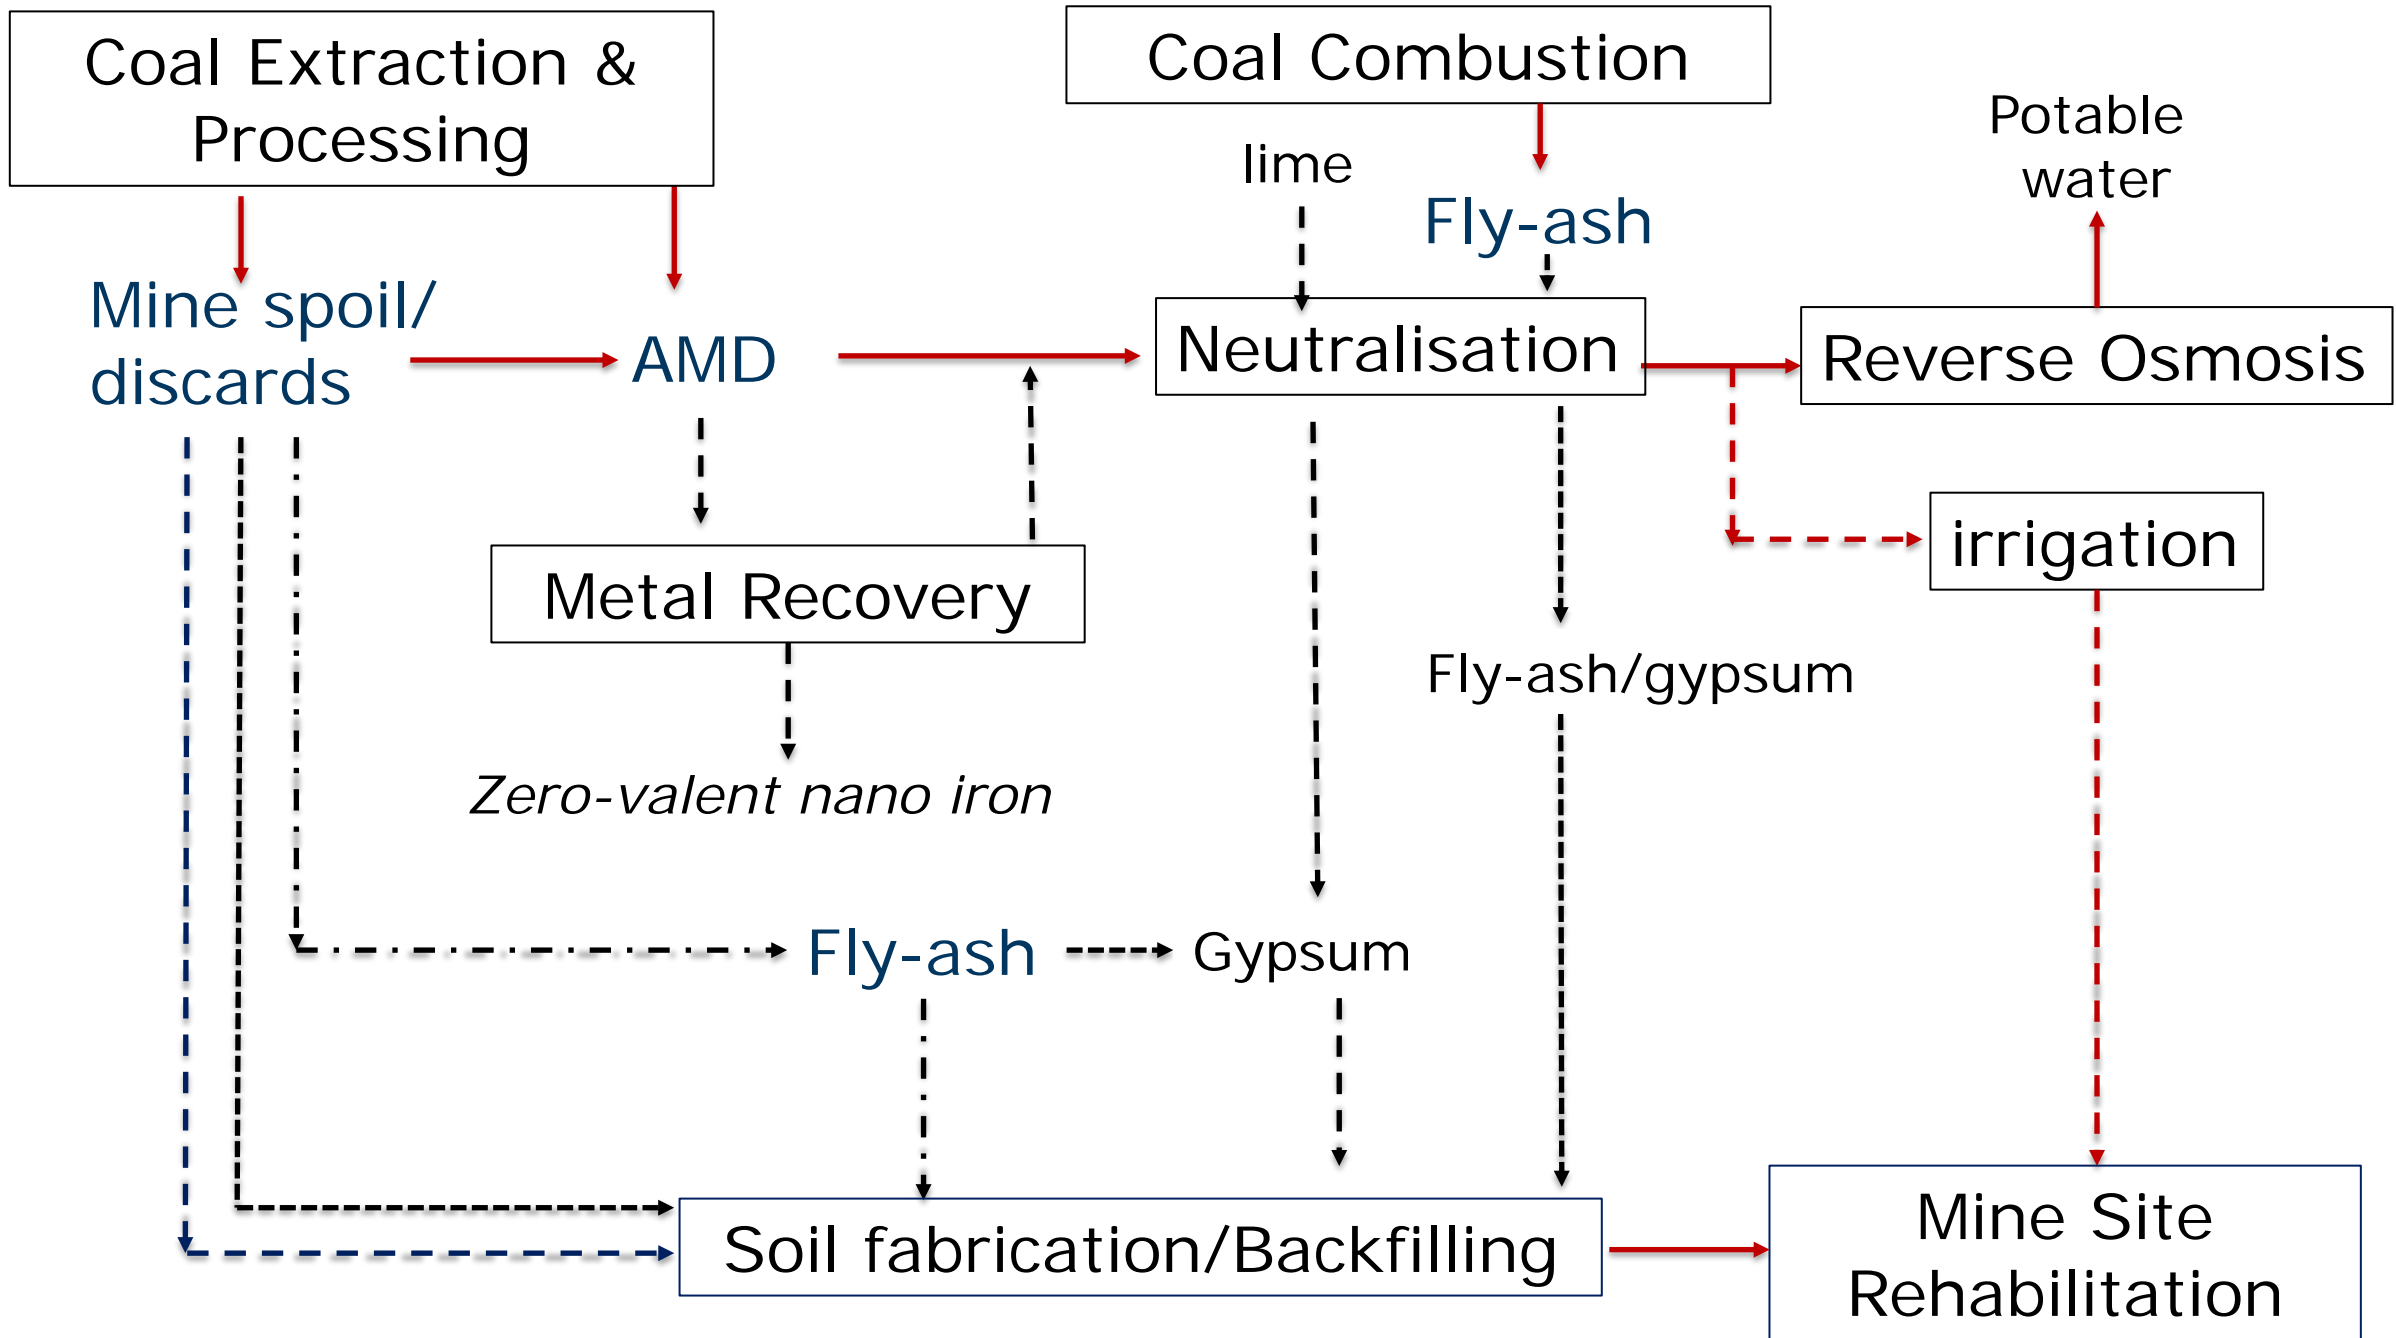 Coal Extraction &
Processing
Coal Combustion
Potable
water
lime
Fly-ash
Mine spoil/
discards
AMD
Neutralisation
Reverse Osmosis
irrigation
Metal Recovery
Fly-ash/gypsum
Zero-valent nano iron
Fly-ash
Gypsum
Soil fabrication/Backfilling
Mine Site
Rehabilitation